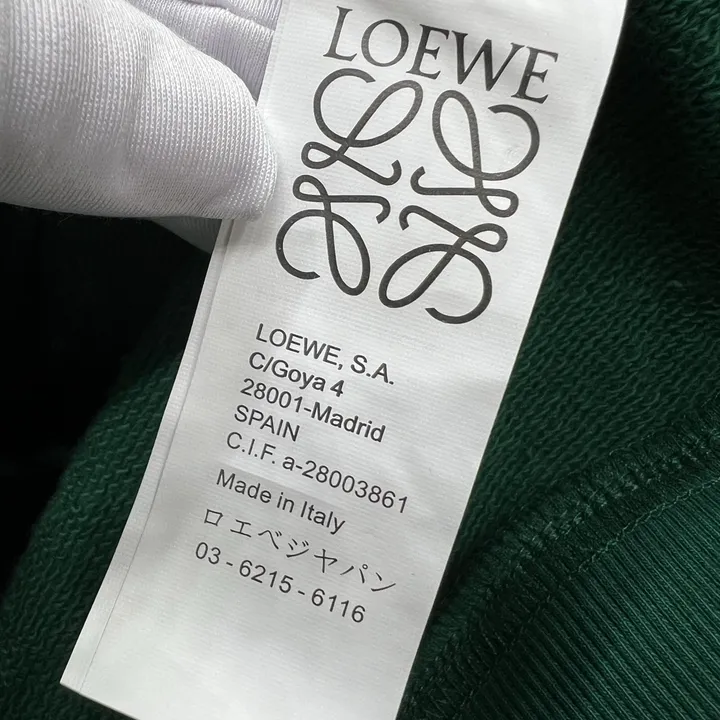 LOEWE
LOEWE, S.A.
C/Goya 4
28001-Madrid
SPAIN
C.I.F. a-28003861
Made in Italy
ロエベジヤパン
03-6215-6116